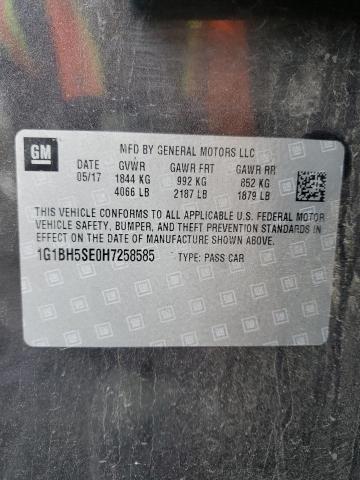 GM
MFD BY GENERAL MOTORS LLC
DATE GVWR GAWR FRT GAWR RR
05/17 1844 KG 992 KG 852 KG
4066 LB 2187 LB 1879 LB
THIS VEHICLE CONFORMS TO ALL APPLICABLE U.S. FEDERAL MOTOR
VEHICLE SAFETY, BUMPER, AND THEFT PREVENTION STANDARDS
IN EFFECT ON THE DATE OF MANUFACTURE SHOWN ABOVE.
1G1BH5SE0H7258585 TYPE: PASS CAR